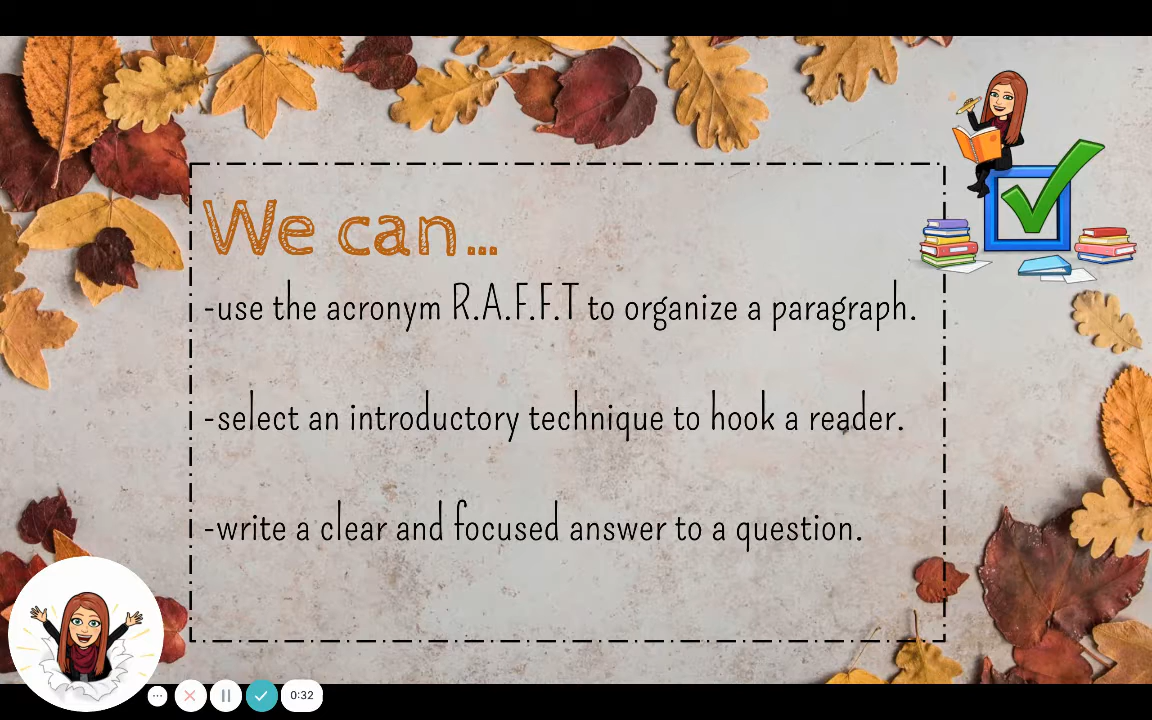 We can...
-use the acronym R.A.F.F.T to organize a paragraph.
-select an introductory technique to hook a reader.
-write a clear and focused answer to a question.
0:32